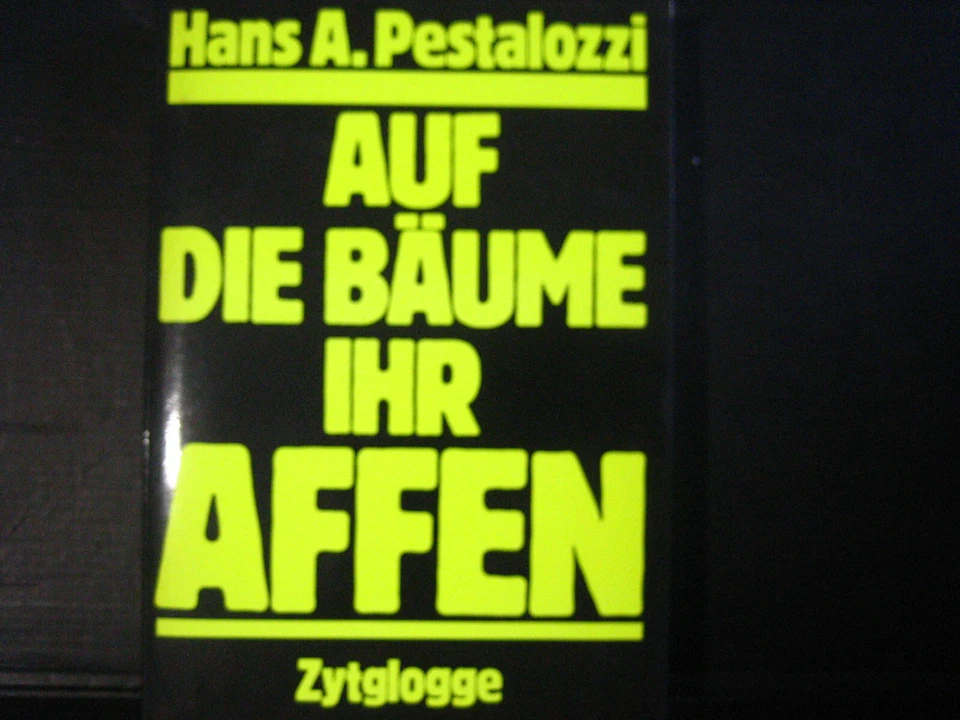 Hans A. Pestalozzi
AUF
DIE BÄUME
IHR
AFFEN
Zytglogge